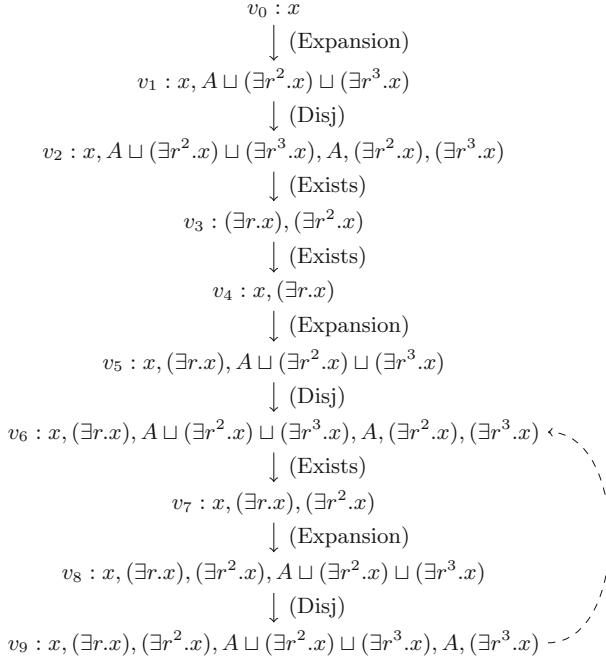 v₀ : x
(Expansion)
v₁ : x, A ⊔ (∃r².x) ⊔ (∃r³.x)
(Disj)
v₂ : x, A ⊔ (∃r².x) ⊔ (∃r³.x), A, (∃r².x), (∃r³.x)
(Exists)
v₃ : (∃r.x), (∃r².x)
(Exists)
v₄ : x, (∃r.x)
(Expansion)
v₅ : x, (∃r.x), A ⊔ (∃r².x) ⊔ (∃r³.x)
(Disj)
v₆ : x, (∃r.x), A ⊔ (∃r².x) ⊔ (∃r³.x), A, (∃r².x), (∃r³.x)
(Exists)
v₇ : x, (∃r.x), (∃r².x)
(Expansion)
v₈ : x, (∃r.x), (∃r².x), A ⊔ (∃r².x) ⊔ (∃r³.x)
(Disj)
v₉ : x, (∃r.x), (∃r².x), A ⊔ (∃r².x) ⊔ (∃r³.x), A, (∃r³.x)